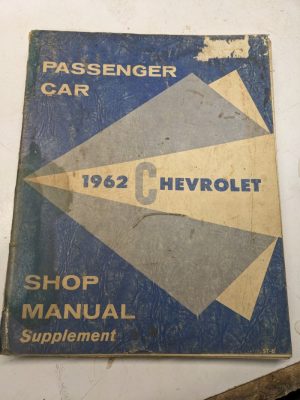 PASSENGER
CAR
1962 CHEVROLET
SHOP
MANUAL
Supplement